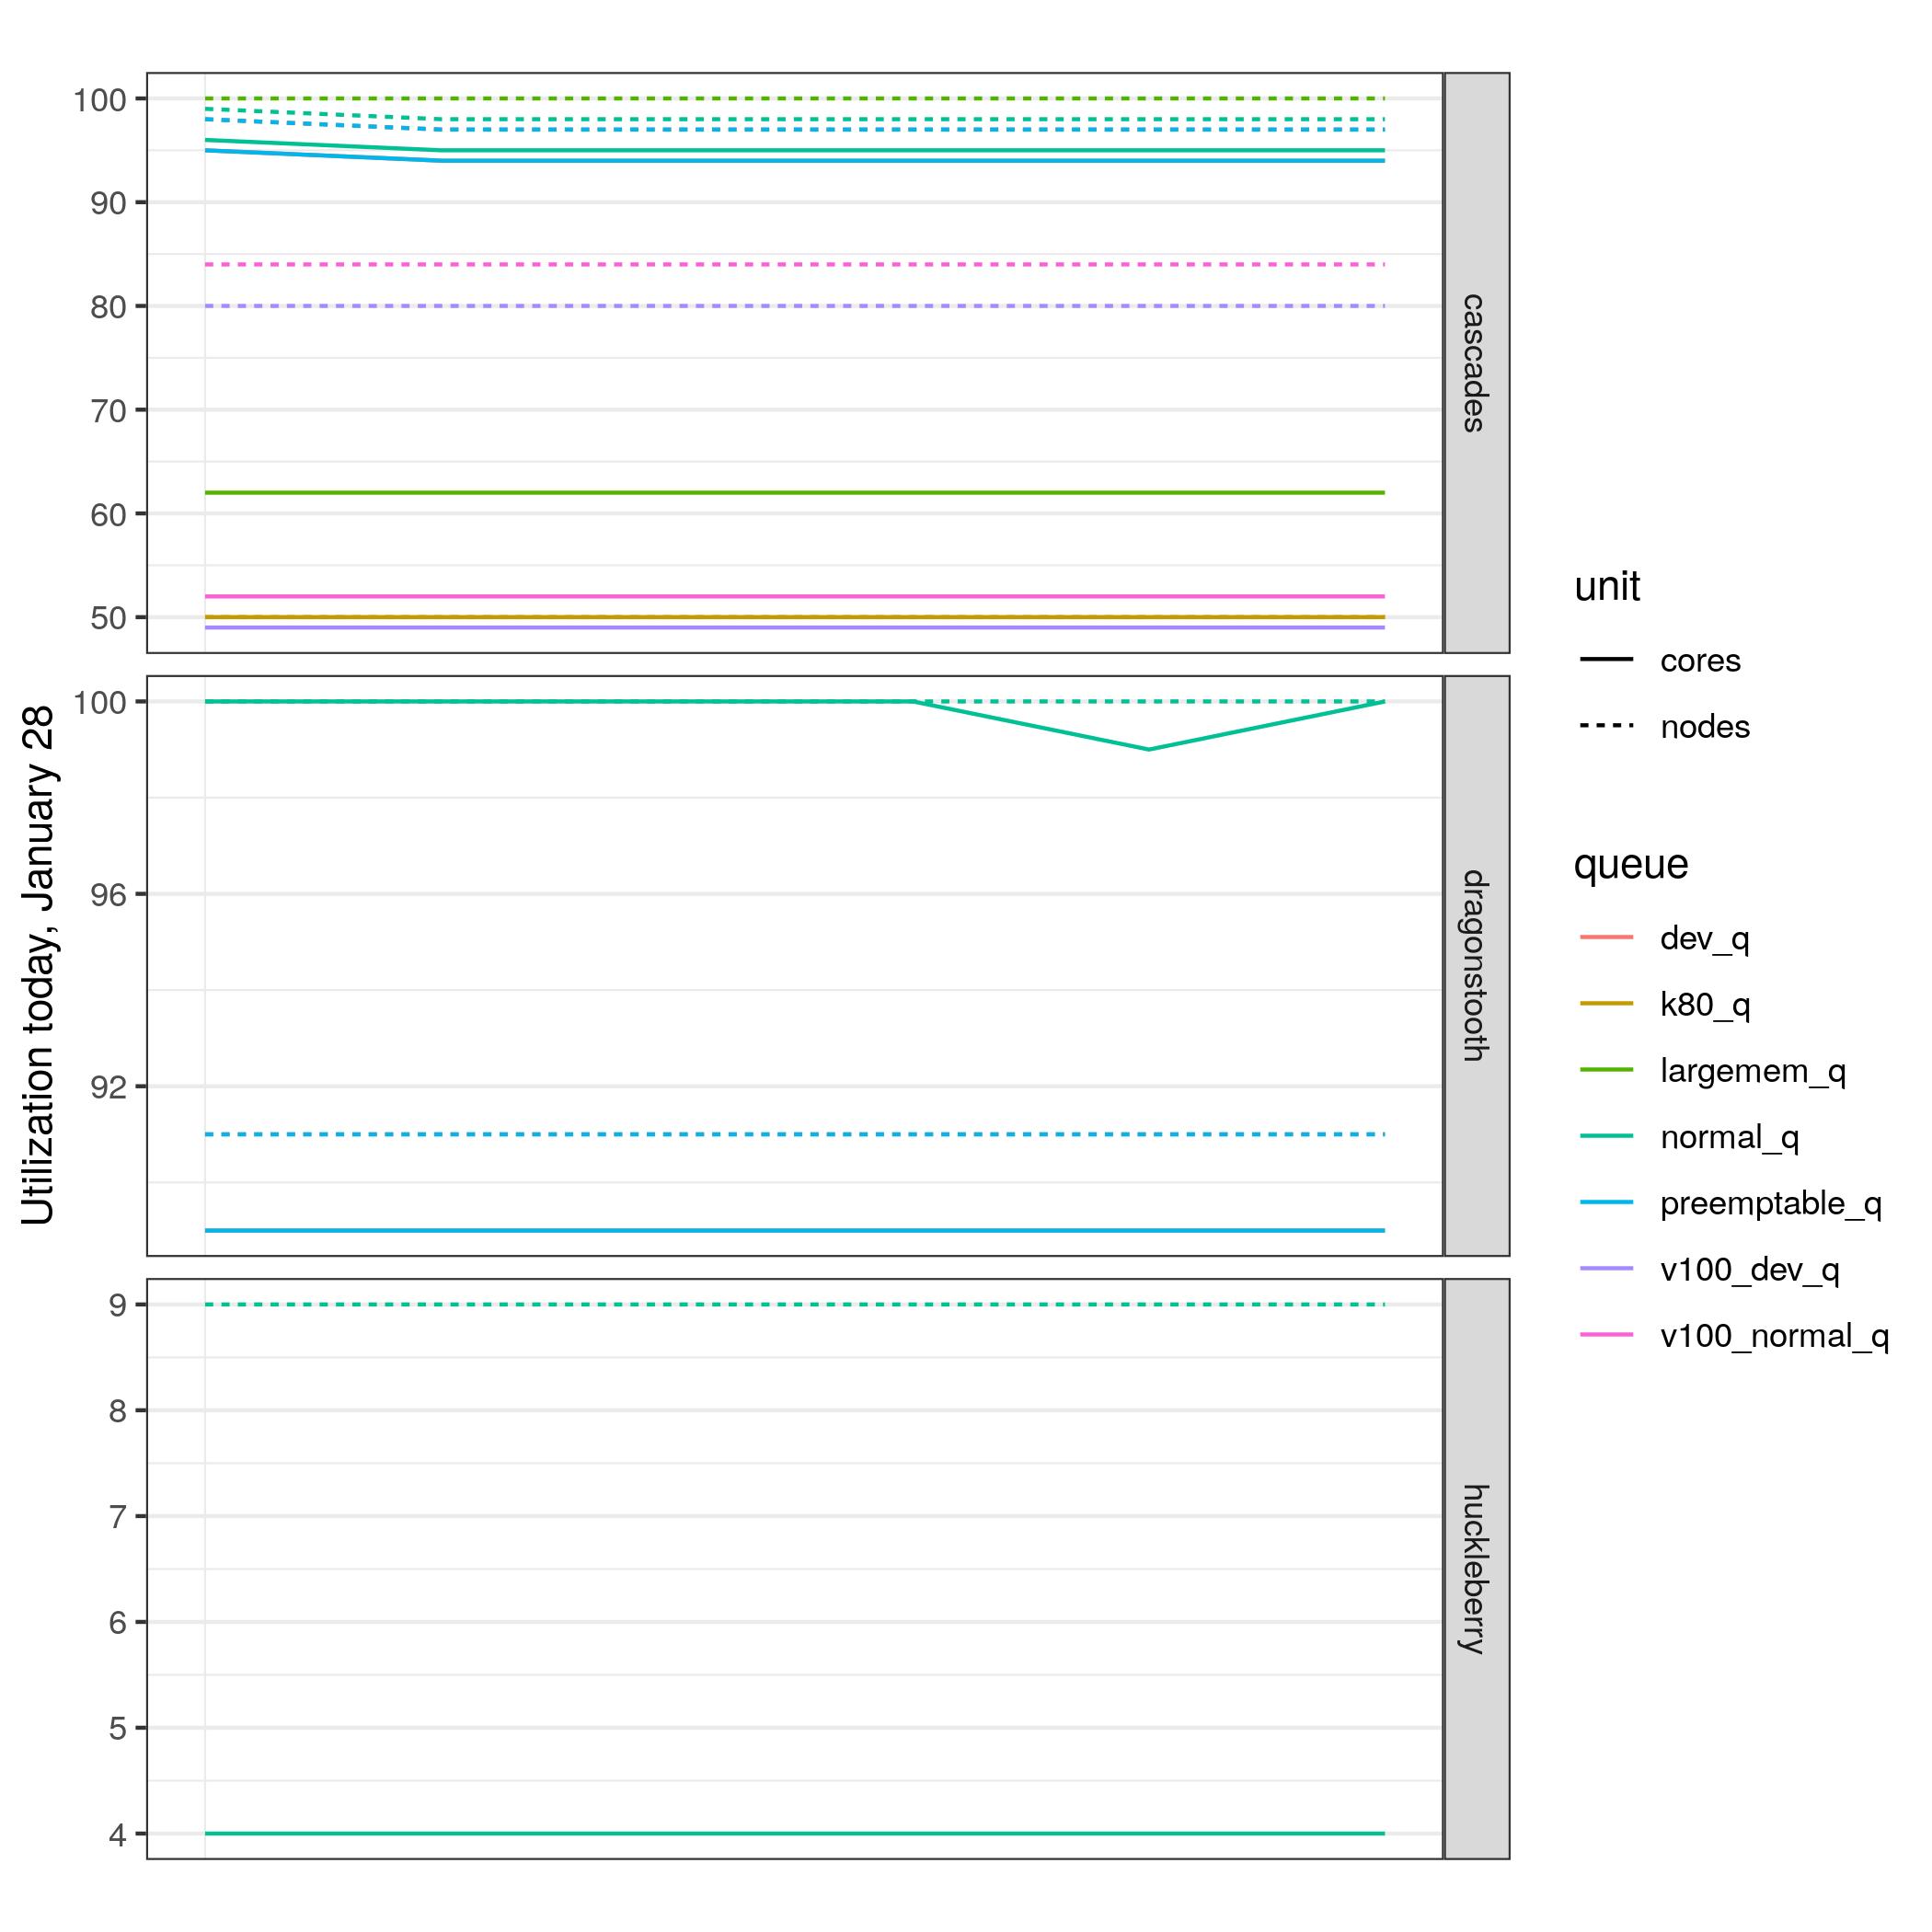 Utilization today, January 28
100
90
80
70
60
50
cascades
100
96
92
dragonstooth
9
8
7
6
5
4
huckleberry
unit
cores
nodes
queue
dev_q
k80_q
largemem_q
normal_q
preemptable_q
v100_dev_q
v100_normal_q